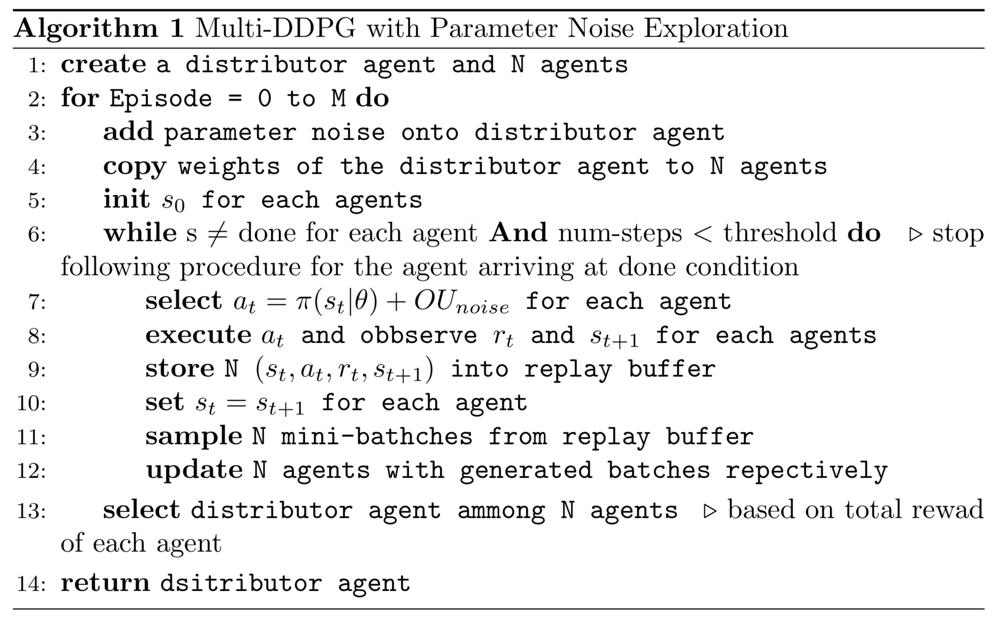 Algorithm 1 Multi-DDPG with Parameter Noise Exploration
1: create a distributor agent and N agents
2: for Episode = 0 to M do
3: add parameter noise onto distributor agent
4: copy weights of the distributor agent to N agents
5: init s_0 for each agents
6: while s ≠ done for each agent And num-steps < threshold do ▷ stop
following procedure for the agent arriving at done condition
7: select a_t = π(s_t|θ) + OU_{noise} for each agent
8: execute a_t and obbserve r_t and s_{t+1} for each agents
9: store N (s_t, a_t, r_t, s_{t+1}) into replay buffer
10: set s_t = s_{t+1} for each agent
11: sample N mini-bathches from replay buffer
12: update N agents with generated batches repectively
13: select distributor agent ammong N agents ▷ based on total rewad
of each agent
14: return dsitributor agent